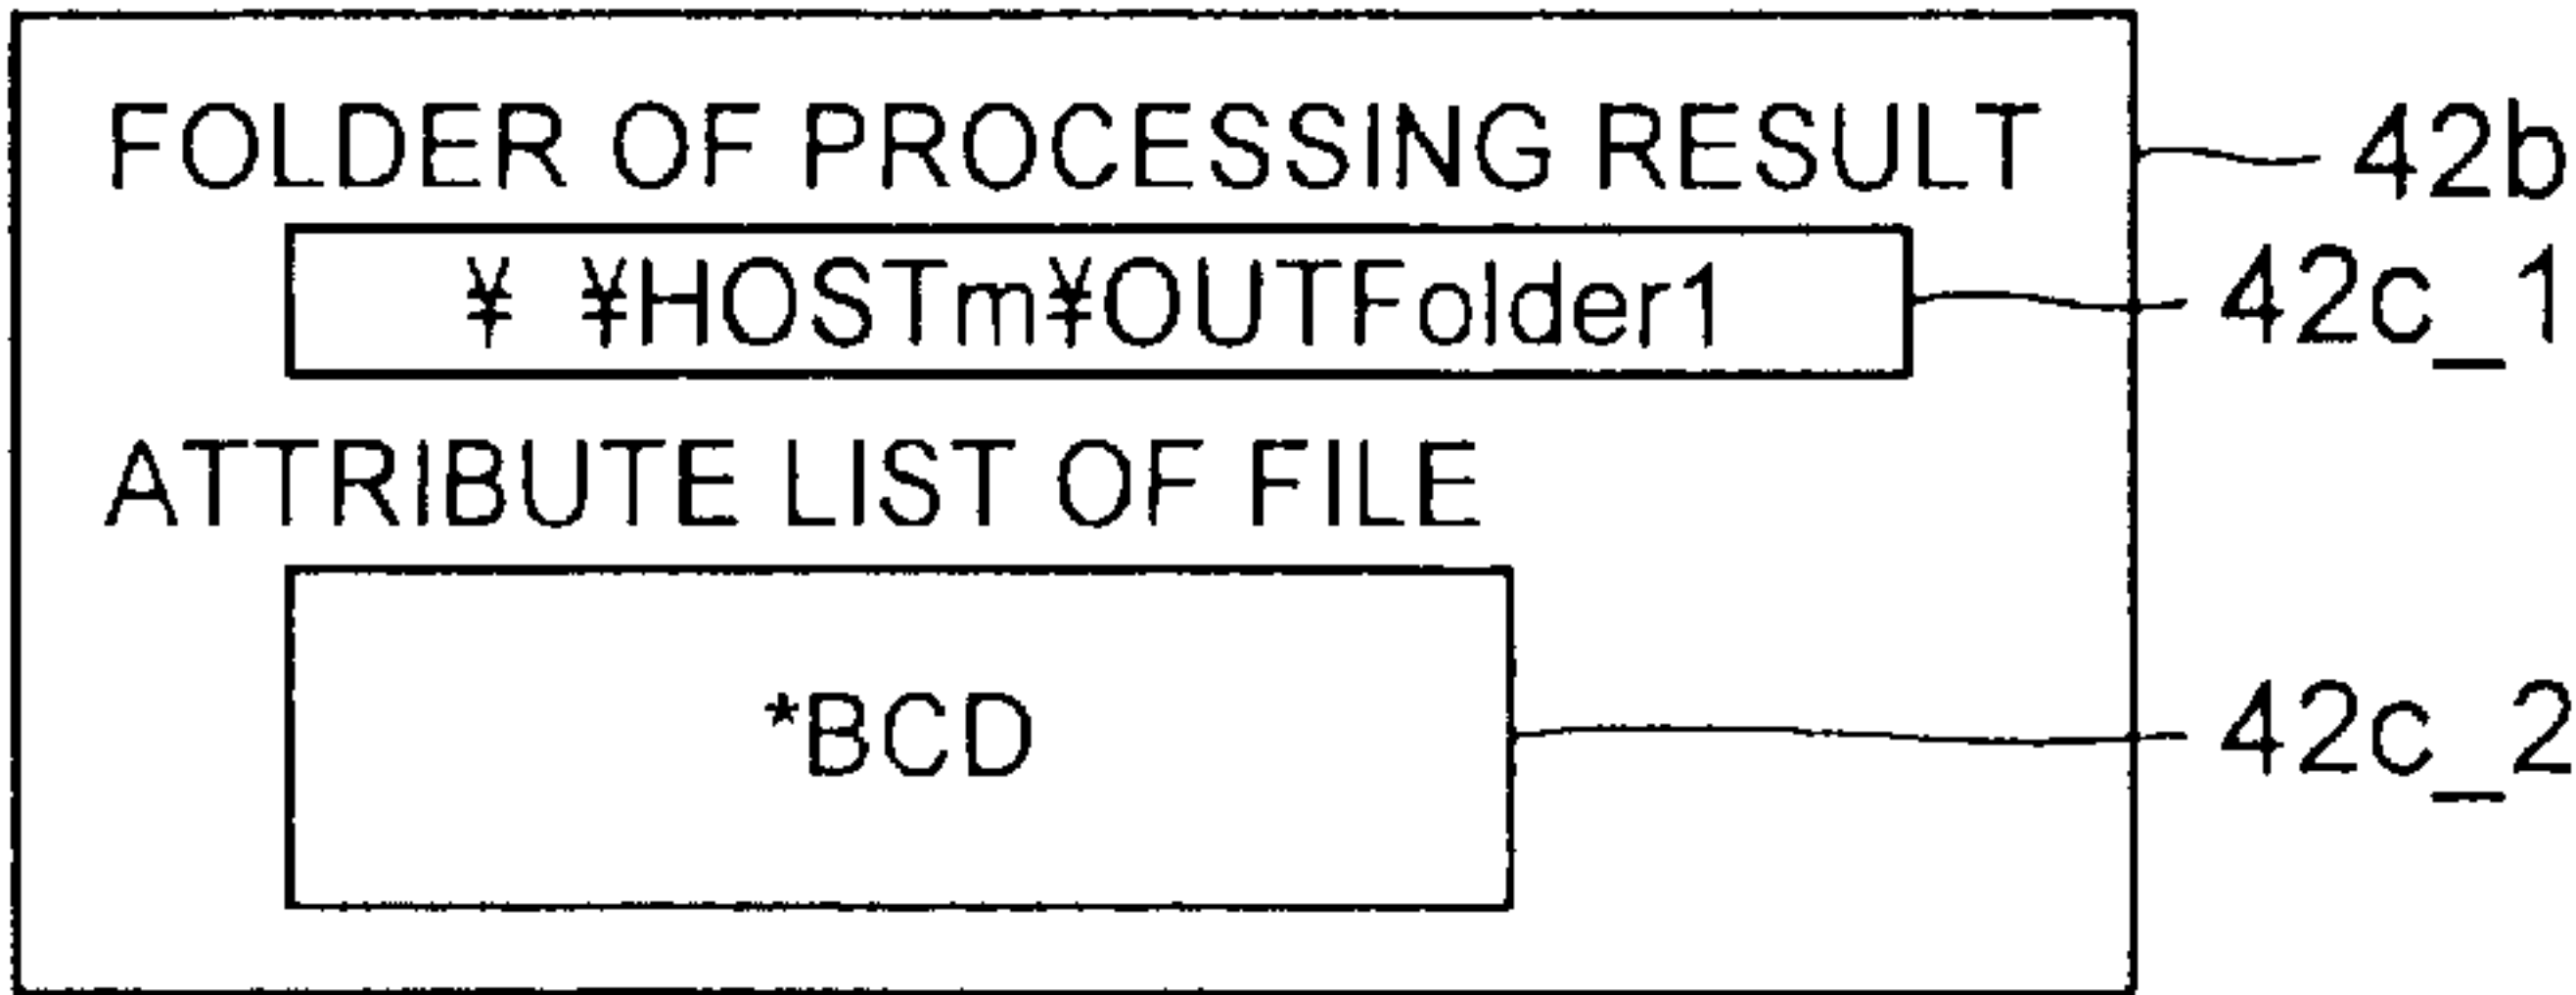 FOLDER OF PROCESSING RESULT
42b
¥ ¥HOSTm¥OUTFolder1
42c_1
ATTRIBUTE LIST OF FILE
*BCD
42c_2